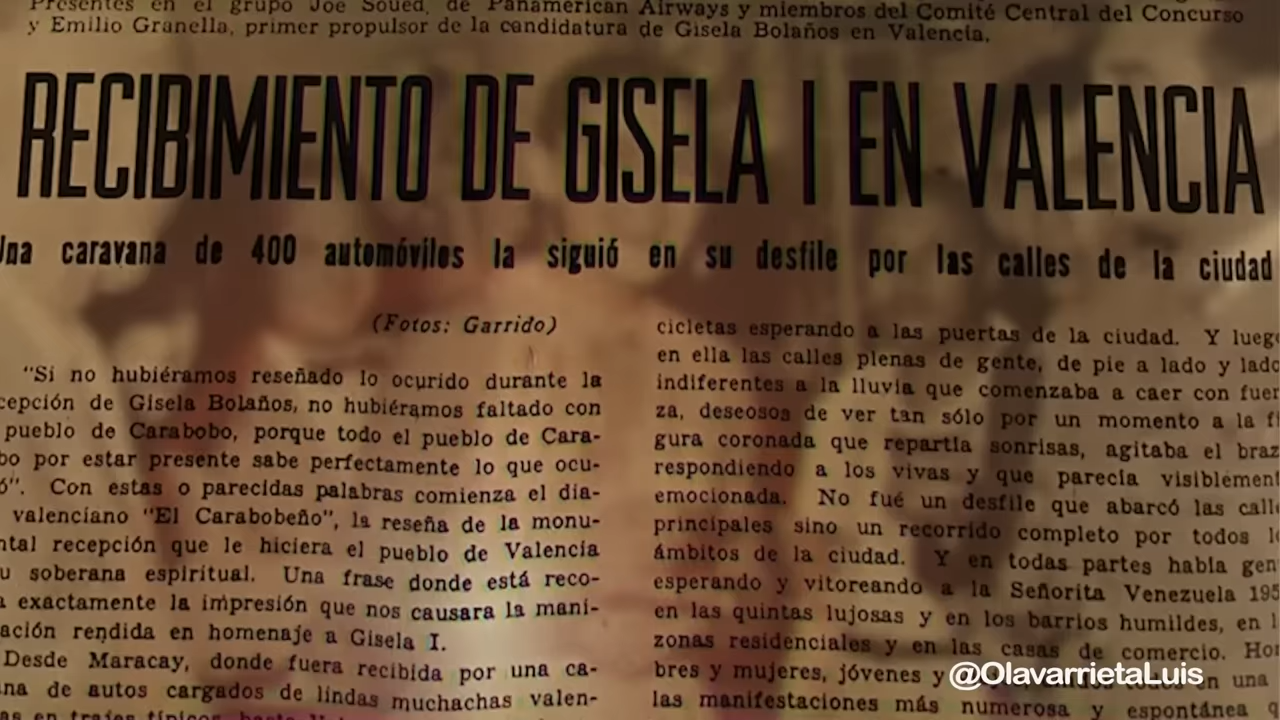 Presentes en el grupo Joe Soued, de Panamerican Airways y miembros del Comité Central del Concurso
y Emilio Granella, primer propulsor de la candidatura de Gisela Bolaños en Valencia.
RECIBIMIENTO DE GISELA I EN VALENCIA
Una caravana de 400 automóviles la siguió en su desfile por las calles de la ciudad
(Fotos: Garrido)
"Si no hubiéramos reseñado lo ocurido durante la
cepción de Gisela Bolaños, no hubiéramos faltado con
pueblo de Carabobo, porque todo el pueblo de Cara-
bo por estar presente sabe perfectamente lo que ocu-
ó". Con estas o parecidas palabras comienza el dia-
valenciano "El Carabobeño", la reseña de la monu-
ntal recepción que le hiciera el pueblo de Valencia
u soberana espiritual. Una frase donde está reco-
a exactamente la impresión que nos causara la mani-
ación rendida en homenaje a Gisela I.
Desde Maracay, donde fuera recibida por una ca-
na de autos cargados de lindas muchachas valen-
as en trajes típicos, hasta
cicletas esperando a las puertas de la ciudad. Y lueg
en ella las calles plenas de gente, de pie a lado y lado
indiferentes a la lluvia que comenzaba a caer con fuer
za, deseosos de ver tan sólo por un momento a la fi
gura coronada que repartía sonrisas, agitaba el braz
respondiendo a los vivas y que parecía visiblement
emocionada. No fué un desfile que abarcó las calle
principales sino un recorrido completo por todos lo
ámbitos de la ciudad. Y en todas partes había gen
esperando y vitoreando a la Señorita Venezuela 195
en las quintas lujosas y en los barrios humildes, en l
zonas residenciales y en las casas de comercio. Hom
bres y mujeres, jóvenes y en una
las manifestaciones más numerosa y espontánea q
@OlavarrietaLuis